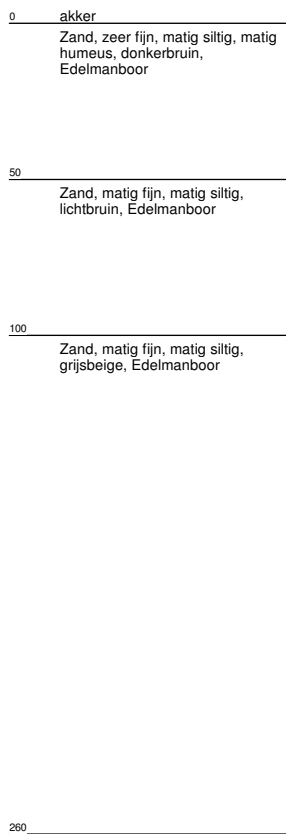 0 akker
Zand, zeer fijn, matig siltig, matig
humeus, donkerbruin,
Edelmanboor
50
Zand, matig fijn, matig siltig,
lichtbruin, Edelmanboor
100
Zand, matig fijn, matig siltig,
grijsbeige, Edelmanboor
260